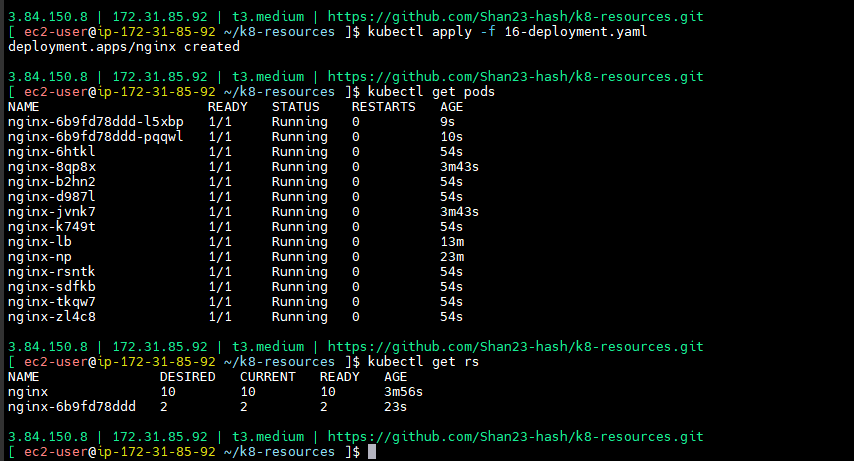 3.84.150.8 | 172.31.85.92 | t3.medium | https://github.com/Shan23-hash/k8-resources.git
[ ec2-user@ip-172-31-85-92 ~/k8-resources ]$ kubectl apply -f 16-deployment.yaml
deployment.apps/nginx created
3.84.150.8 | 172.31.85.92 | t3.medium | https://github.com/Shan23-hash/k8-resources.git
[ ec2-user@ip-172-31-85-92 ~/k8-resources ]$ kubectl get pods
NAME READY STATUS RESTARTS AGE
nginx-6b9fd78ddd-l5xbp 1/1 Running 0 9s
nginx-6b9fd78ddd-pqqwl 1/1 Running 0 10s
nginx-6htkl 1/1 Running 0 54s
nginx-8qp8x 1/1 Running 0 3m43s
nginx-b2hn2 1/1 Running 0 54s
nginx-d987l 1/1 Running 0 54s
nginx-jvnk7 1/1 Running 0 3m43s
nginx-k749t 1/1 Running 0 54s
nginx-lb 1/1 Running 0 13m
nginx-np 1/1 Running 0 23m
nginx-rsntk 1/1 Running 0 54s
nginx-sdfkb 1/1 Running 0 54s
nginx-tkqw7 1/1 Running 0 54s
nginx-zl4c8 1/1 Running 0 54s
3.84.150.8 | 172.31.85.92 | t3.medium | https://github.com/Shan23-hash/k8-resources.git
[ ec2-user@ip-172-31-85-92 ~/k8-resources ]$ kubectl get rs
NAME DESIRED CURRENT READY AGE
nginx 10 10 10 3m56s
nginx-6b9fd78ddd 2 2 2 23s
3.84.150.8 | 172.31.85.92 | t3.medium | https://github.com/Shan23-hash/k8-resources.git
[ ec2-user@ip-172-31-85-92 ~/k8-resources ]$